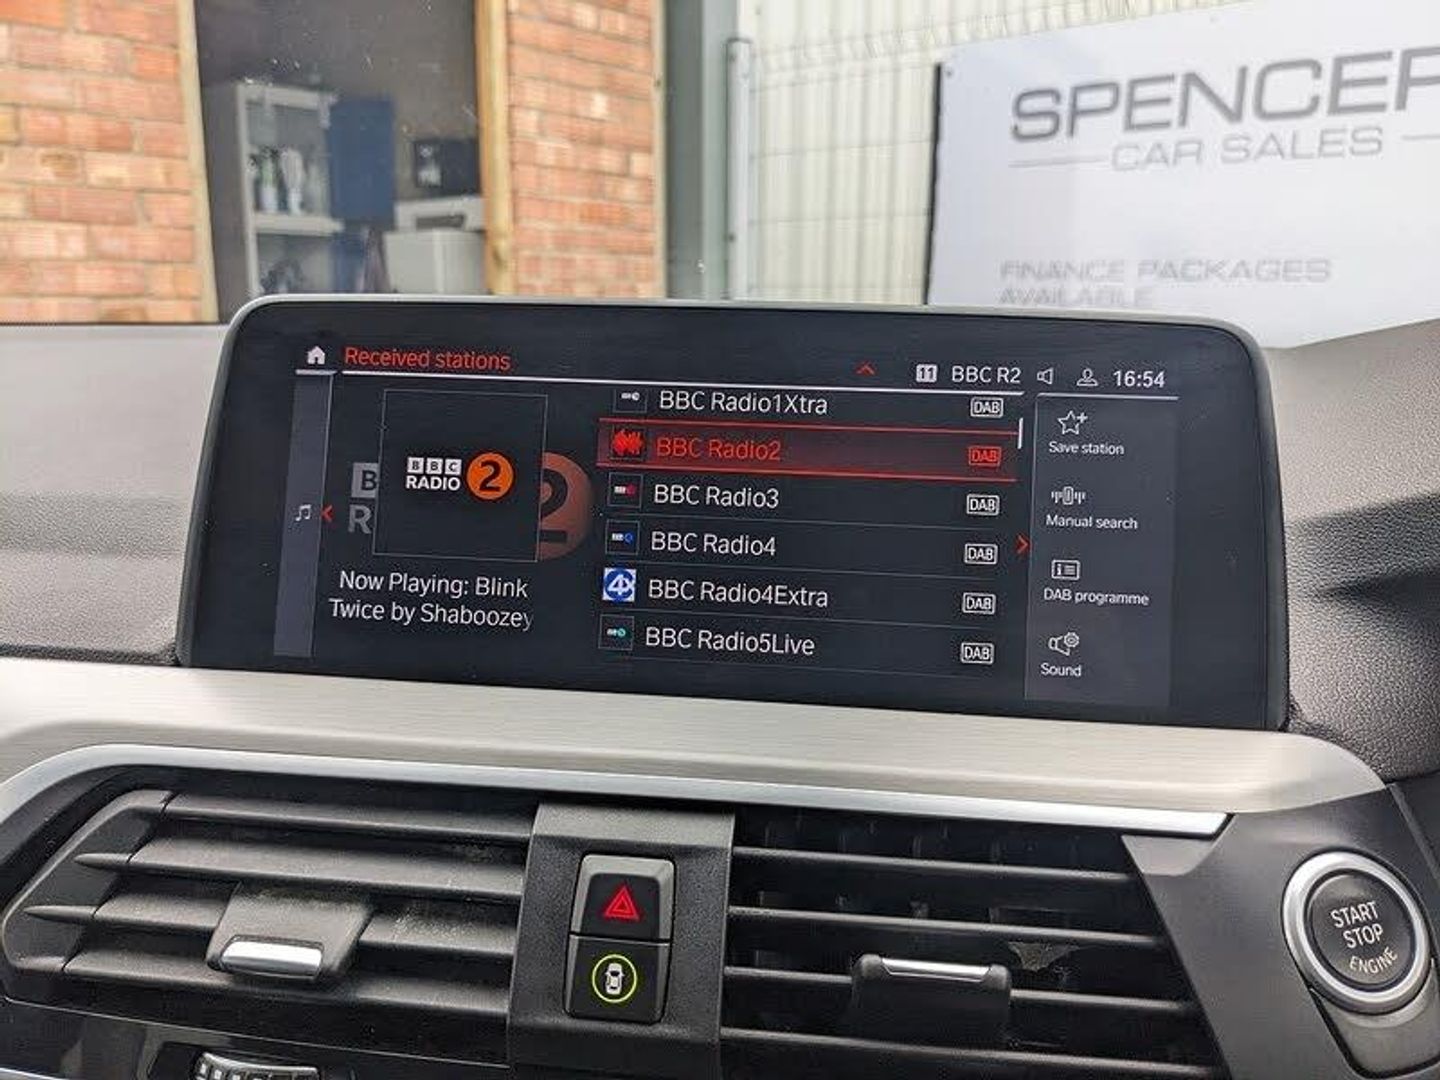 SPENCER
CAR SALES
FINANCE PACKAGES
AVAILABLE
Received stations
BBC R2
16:54
BBC Radio1Xtra
DAB
BBC Radio2
DAB
BBC Radio3
DAB
BBC Radio4
DAB
4X
BBC Radio4Extra
DAB
BBC Radio5Live
DAB
BBC
RADIO 2
B
R 2
Now Playing: Blink
Twice by Shaboozey
Save station
Manual search
DAB programme
Sound
START
STOP
ENGINE